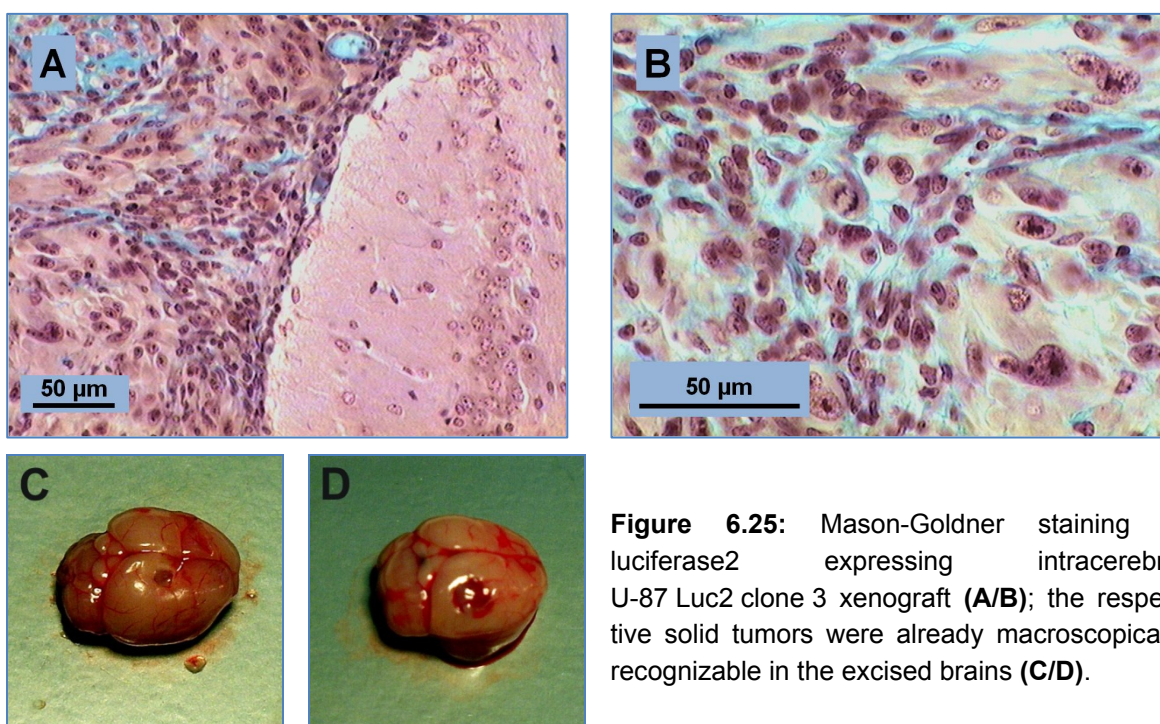 A
B
50 µm
50 µm
C
D
Figure 6.25: Mason-Goldner staining
luciferase2 expressing intracerebr
U-87 Luc2 clone 3 xenograft (A/B); the respe
tive solid tumors were already macroscopica
recognizable in the excised brains (C/D).